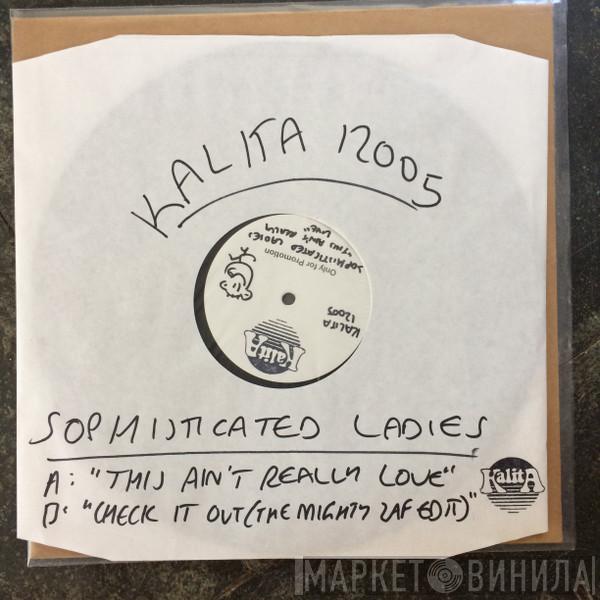 KALITA 12005
SOPHISTICATED LADIES
"THIS AIN'T REALLY
LOVE"
Only for Promotion
KALITA
12005
Kalita
SOPHISTICATED LADIES
A: "THIS AIN'T REALLY LOVE"
B: "CHECK IT OUT (THE MIGHTY ZAF EDIT)"
Kalita
МАРКЕТ ВИНИЛА